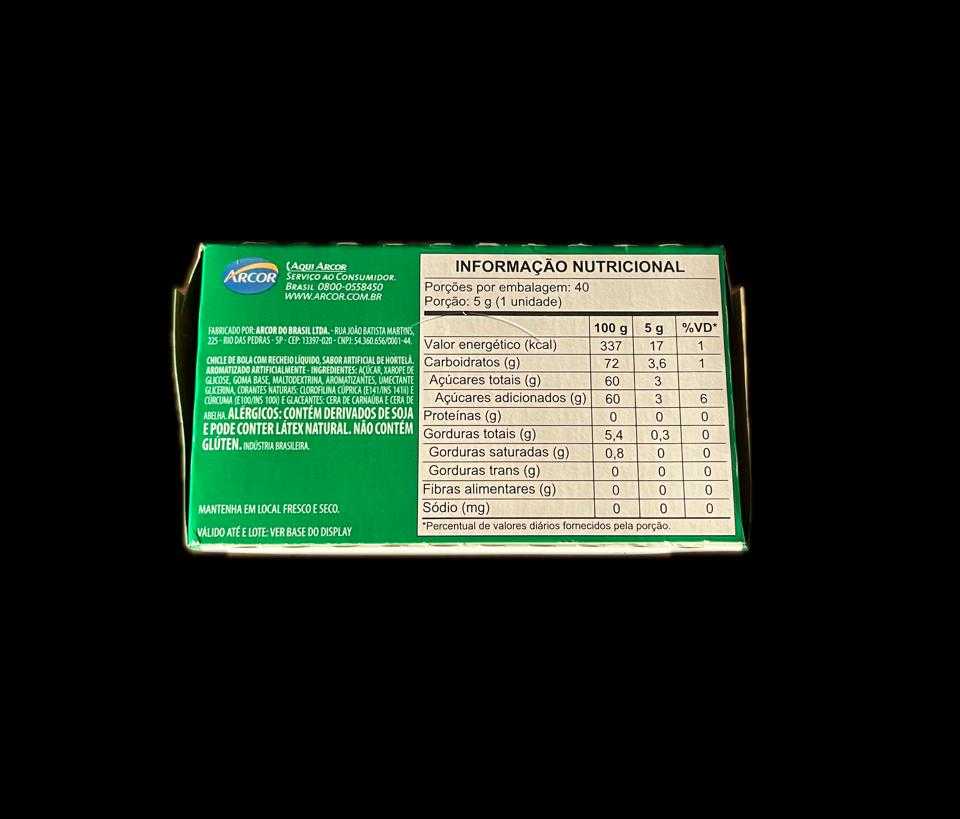 ARCOR
AQUI ARCOR
SERVIÇO AO CONSUMIDOR.
BRASIL 0800-0558450
WWW.ARCOR.COM.BR
FABRICADO POR: ARCOR DO BRASIL LTDA. - RUA JOÃO BATISTA MARTINS,
225 - RIO DAS PEDRAS - SP - CEP: 13397-020 - CNPJ: 54.360.656/0001-44.
CHICLE DE BOLA COM RECHEIO LÍQUIDO, SABOR ARTIFICIAL DE HORTELÃ.
AROMATIZADO ARTIFICIALMENTE - INGREDIENTES: AÇÚCAR, XAROPE DE
GLICOSE, GOMA BASE, MALTODEXTRINA, AROMATIZANTES, UMECTANTE
GLICERINA, CORANTES NATURAIS: CLOROFILINA CÚPRICA (E141/INS 141ii) E
CÚRCUMA (E100/INS 100i) E GLACEANTES: CERA DE CARNAÚBA E CERA DE
ABELHA. ALÉRGICOS: CONTÉM DERIVADOS DE SOJA
E PODE CONTER LÁTEX NATURAL. NÃO CONTÉM
GLÚTEN. INDÚSTRIA BRASILEIRA.
MANTENHA EM LOCAL FRESCO E SECO.
VÁLIDO ATÉ E LOTE: VER BASE DO DISPLAY
INFORMAÇÃO NUTRICIONAL
Porções por embalagem: 40
Porção: 5 g (1 unidade)
100 g 5 g %VD*
Valor energético (kcal) 337 17 1
Carboidratos (g) 72 3,6 1
Açúcares totais (g) 60 3
Açúcares adicionados (g) 60 3 6
Proteínas (g) 0 0 0
Gorduras totais (g) 5,4 0,3 0
Gorduras saturadas (g) 0,8 0 0
Gorduras trans (g) 0 0 0
Fibras alimentares (g) 0 0 0
Sódio (mg) 0 0 0
*Percentual de valores diários fornecidos pela porção.